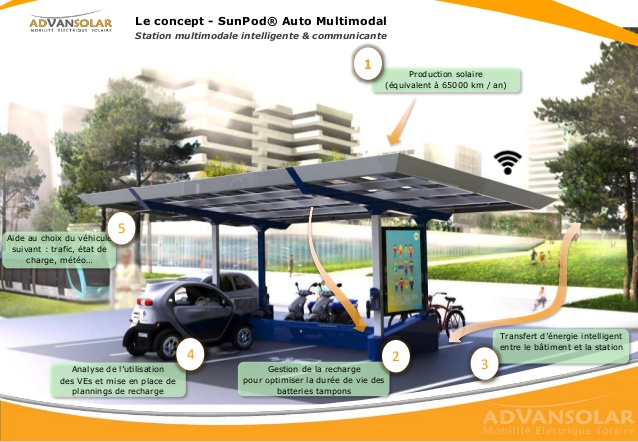 ADVANSOLAR
MOBILITÉ ÉLECTRIQUE SOLAIRE
Le concept - SunPod® Auto Multimodal
Station multimodale intelligente & communicante
1
Production solaire
(équivalent à 65000 km / an)
5
Aide au choix du véhicule
suivant : trafic, état de
charge, météo…
4
Analyse de l'utilisation
des VEs et mise en place de
plannings de recharge
2
Gestion de la recharge
pour optimiser la durée de vie des
batteries tampons
3
Transfert d'énergie intelligent
entre le bâtiment et la station
ADVANSOLAR
Mobilité Electrique Solaire